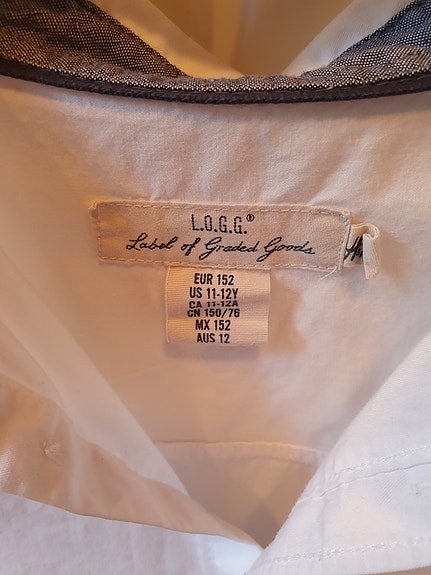 L.O.G.G.®
Label of Graded Goods
EUR 152
US 11-12Y
CA 11-12A
CN 150/76
MX 152
AUS 12